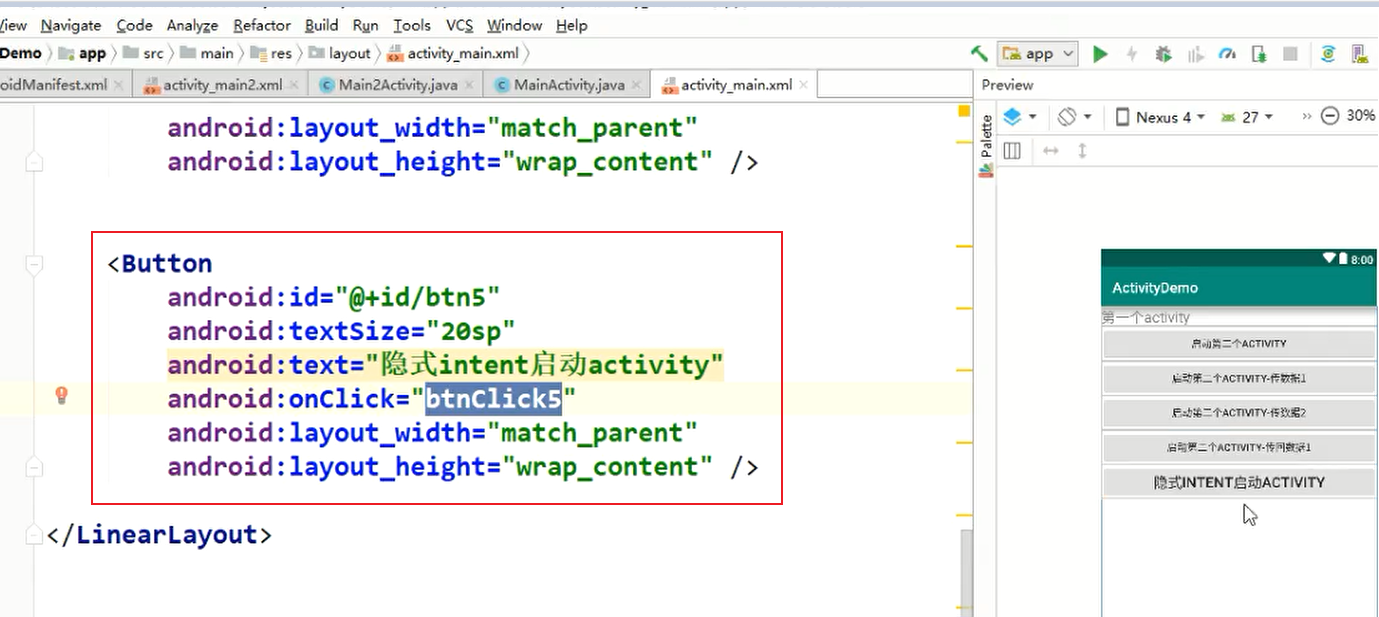 View Navigate Code Analyze Refactor Build Run Tools VCS Window Help
Demo app src main res layout activity_main.xml
app
oidManifest.xml activity_main2.xml Main2Activity.java MainActivity.java activity_main.xml
Preview
Palette
Nexus 4 27 30%
android:layout_width="match_parent"
android:layout_height="wrap_content" />
<Button
android:id="@+id/btn5"
android:textSize="20sp"
android:text="隐式intent启动activity"
android:onClick="btnClick5"
android:layout_width="match_parent"
android:layout_height="wrap_content" />
</LinearLayout>
8:00
ActivityDemo
第一个activity
启动第二个ACTIVITY
启动第二个ACTIVITY-传数据1
启动第二个ACTIVITY-传数据2
启动第二个ACTIVITY-传回数据1
隐式INTENT启动ACTIVITY